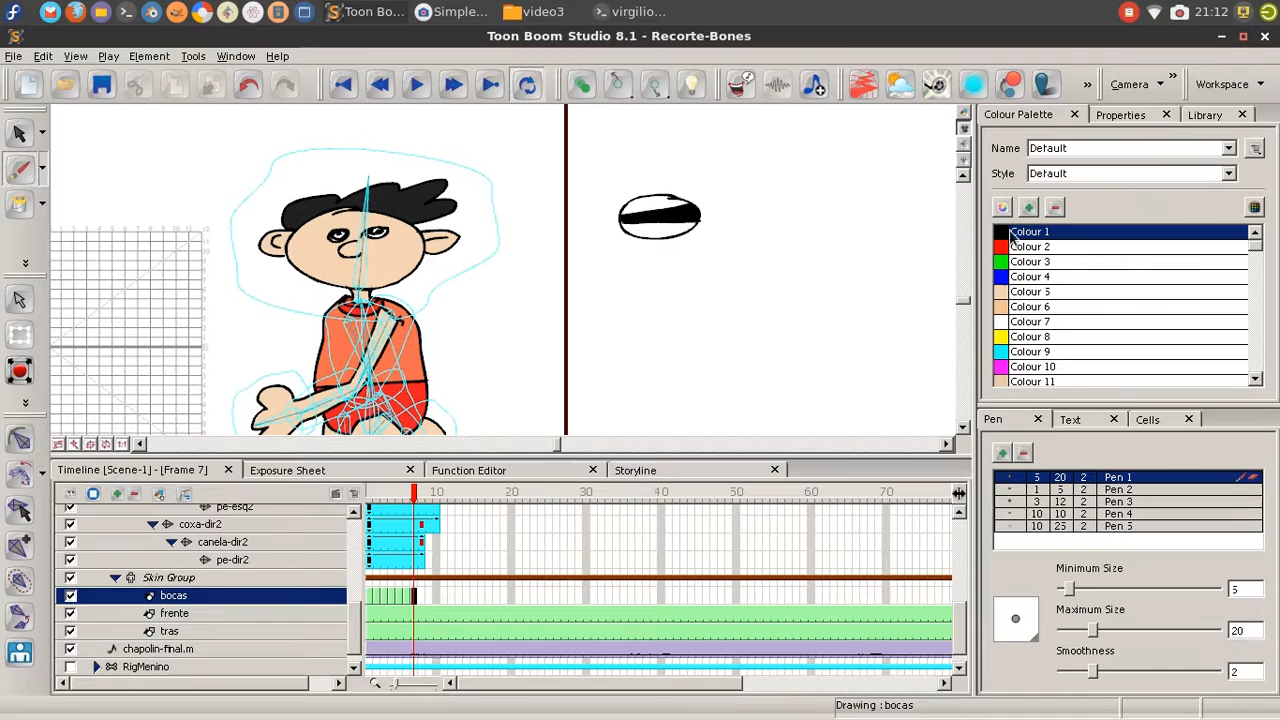 Toon Bo...
Simple...
video3
virgilio...
21:12
Toon Boom Studio 8.1 - Recorte-Bones
File Edit View Play Element Tools Window Help
» Camera » Workspace »
Colour Palette Properties Library
Name Default
Style Default
Colour 1
Colour 2
Colour 3
Colour 4
Colour 5
Colour 6
Colour 7
Colour 8
Colour 9
Colour 10
Colour 11
Pen Text Cells
5 20 2 Pen 1
1 5 2 Pen 2
3 12 2 Pen 3
10 10 2 Pen 4
10 25 2 Pen 5
Minimum Size
5
Maximum Size
20
Smoothness
2
Timeline [Scene-1] - [Frame 7] Exposure Sheet Function Editor Storyline
10 20 30 40 50 60 70
pe-esq2
coxa-dir2
canela-dir2
pe-dir2
Skin Group
bocas
frente
tras
chapolin-final.m
RigMenino
Drawing : bocas